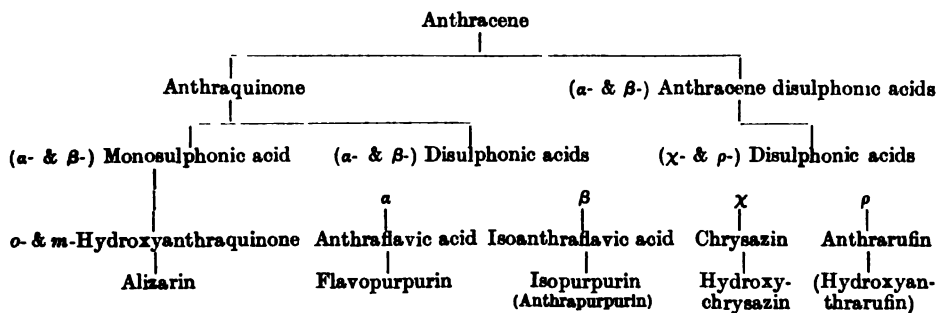 Anthracene
Anthraquinone (α- & β-) Anthracene disulphonic acids
(α- & β-) Monosulphonic acid (α- & β-) Disulphonic acids (χ- & ρ-) Disulphonic acids
α β χ ρ
o- & m-Hydroxyanthraquinone Anthraflavic acid Isoanthraflavic acid Chrysazin Anthrarufin
Alizarin Flavopurpurin Isopurpurin Hydroxy- (Hydroxyan-
(Anthrapurpurin) chrysazin thrarufin)